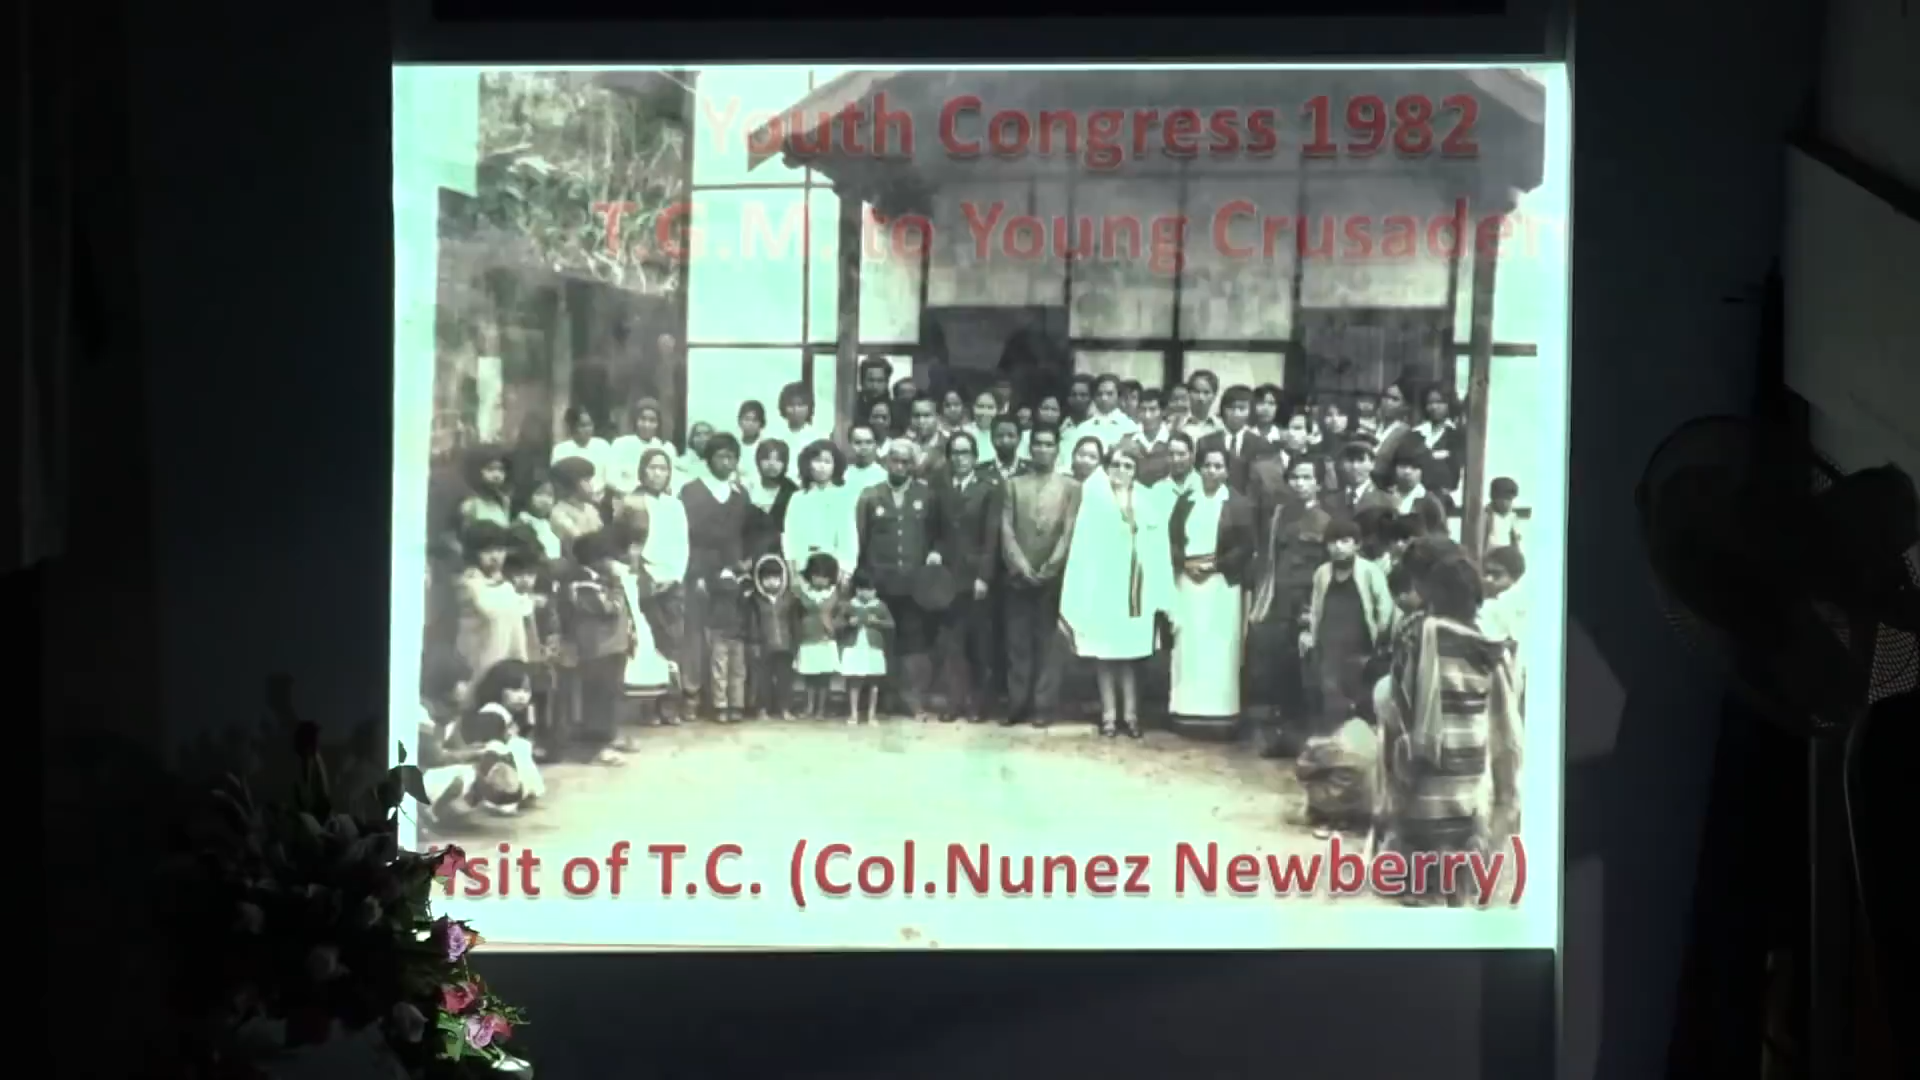 Youth Congress 1982
T.G.M. to Young Crusader
isit of T.C. (Col.Nunez Newberry)